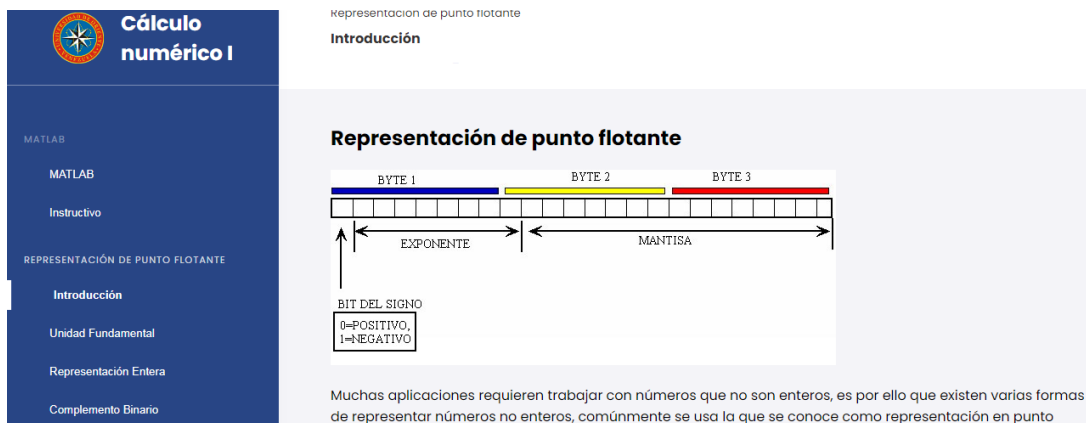 Cálculo
numérico I
MATLAB
MATLAB
Instructivo
REPRESENTACIÓN DE PUNTO FLOTANTE
Introducción
Unidad Fundamental
Representación Entera
Complemento Binario
Representación de punto flotante
Introducción
Representación de punto flotante
BYTE 1 BYTE 2 BYTE 3
EXPONENTE MANTISA
BIT DEL SIGNO
0=POSITIVO,
1=NEGATIVO
Muchas aplicaciones requieren trabajar con números que no son enteros, es por ello que existen varias formas
de representar números no enteros, comúnmente se usa la que se conoce como representación en punto